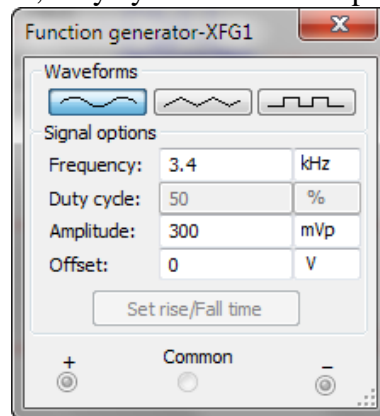 Function generator-XFG1
Waveforms
Signal options
Frequency: 3.4 kHz
Duty cycle: 50 %
Amplitude: 300 mVp
Offset: 0 V
Set rise/Fall time
+ Common −